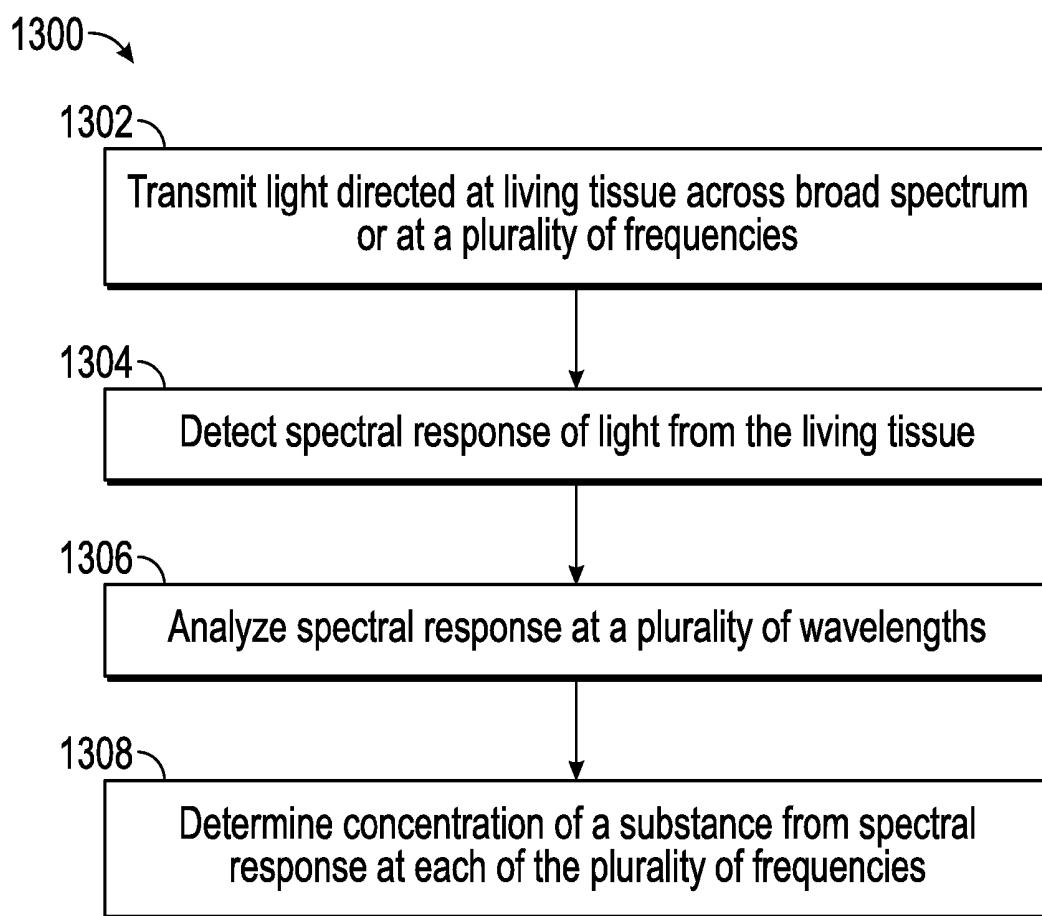 1300
1302
Transmit light directed at living tissue across broad spectrum
or at a plurality of frequencies
1304
Detect spectral response of light from the living tissue
1306
Analyze spectral response at a plurality of wavelengths
1308
Determine concentration of a substance from spectral
response at each of the plurality of frequencies